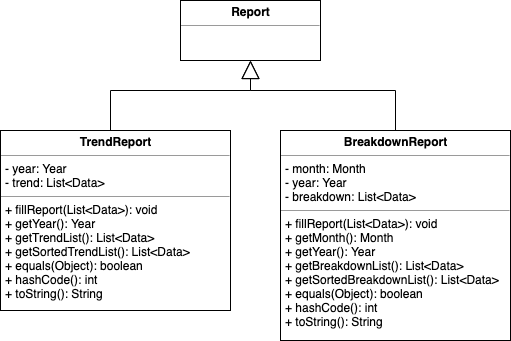 Report
TrendReport
- year: Year
- trend: List<Data>
+ fillReport(List<Data>): void
+ getYear(): Year
+ getTrendList(): List<Data>
+ getSortedTrendList(): List<Data>
+ equals(Object): boolean
+ hashCode(): int
+ toString(): String
BreakdownReport
- month: Month
- year: Year
- breakdown: List<Data>
+ fillReport(List<Data>): void
+ getMonth(): Month
+ getYear(): Year
+ getBreakdownList(): List<Data>
+ getSortedBreakdownList(): List<Data>
+ equals(Object): boolean
+ hashCode(): int
+ toString(): String